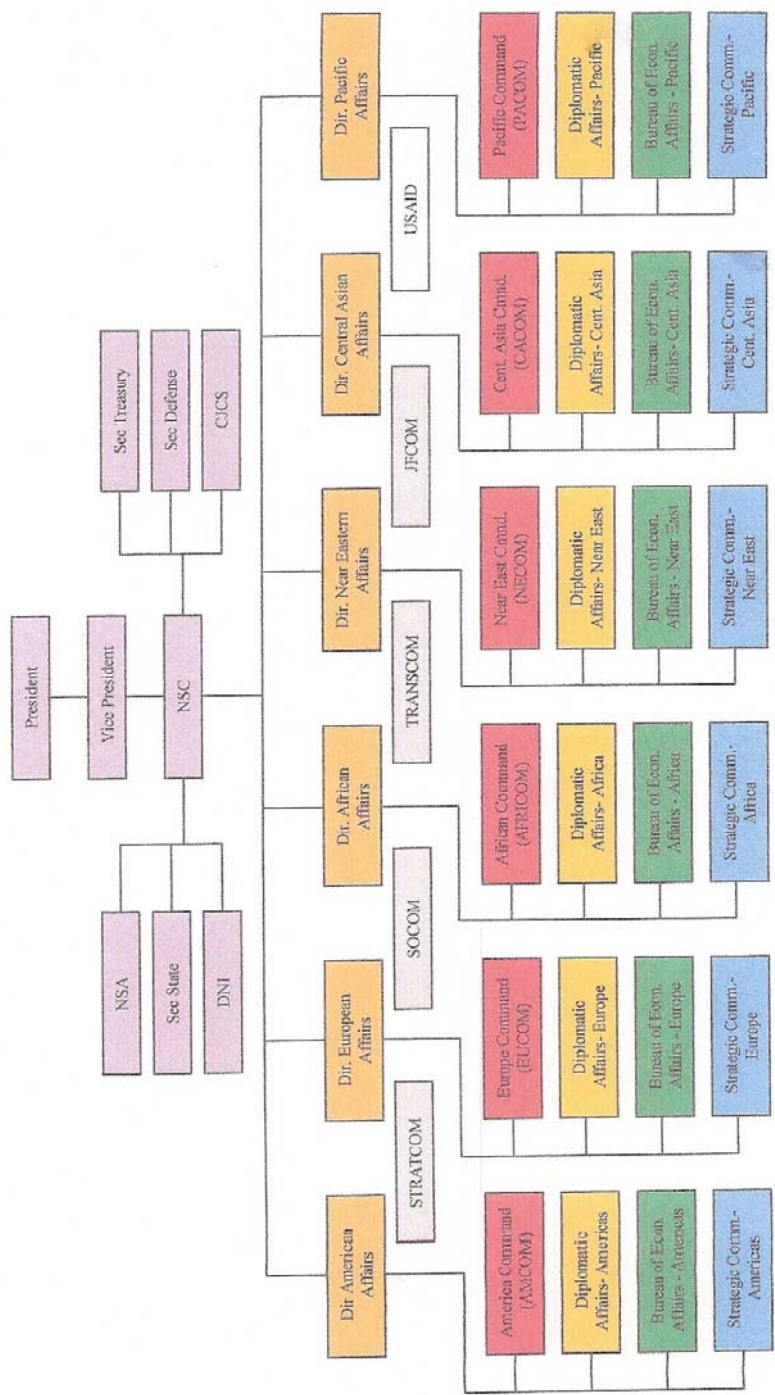 President
Vice President
NSC
NSA
Sec State
DNI
Sec Treasury
Sec Defense
CJCS
Dir American
Affairs
Dir. European
Affairs
Dir. African
Affairs
Dir. Near Eastern
Affairs
Dir. Central Asian
Affairs
Dir. Pacific
Affairs
STRATCOM
SOCOM
TRANSCOM
JFCOM
USAID
America Command
(AMCOM)
Europe Command
(EUCOM)
African Command
(AFRICOM)
Near East Cmnd.
(NECOM)
Cent. Asia Cmnd.
(CACOM)
Pacific Command
(PACOM)
Diplomatic
Affairs- Americas
Diplomatic
Affairs- Europe
Diplomatic
Affairs- Africa
Diplomatic
Affairs- Near East
Diplomatic
Affairs- Cent. Asia
Diplomatic
Affairs- Pacific
Bureau of Econ.
Affairs - Americas
Bureau of Econ.
Affairs - Europe
Bureau of Econ.
Affairs - Africa
Bureau of Econ.
Affairs - Near East
Bureau of Econ.
Affairs- Cent. Asia
Bureau of Econ.
Affairs - Pacific
Strategic Comm.-
Americas
Strategic Comm.-
Europe
Strategic Comm.-
Africa
Strategic Comm.-
Near East
Strategic Comm.-
Cent. Asia
Strategic Comm.-
Pacific